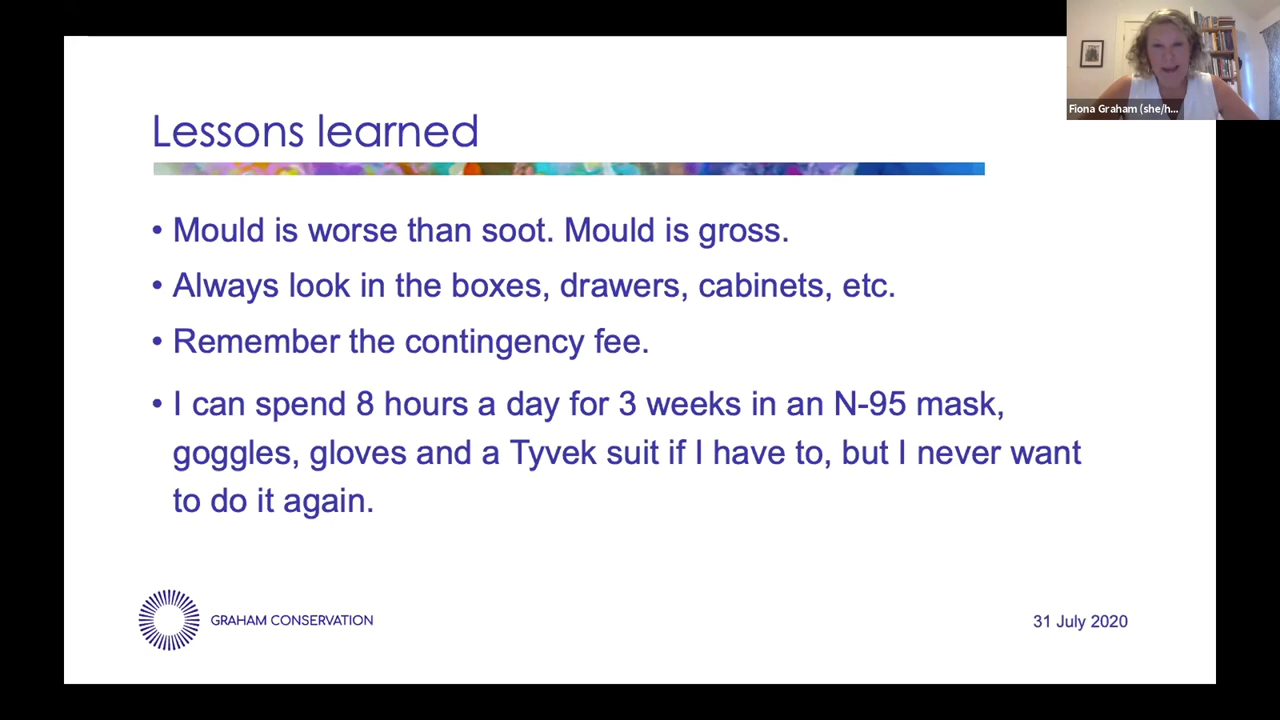 Fiona Graham (she/h...
Lessons learned
• Mould is worse than soot. Mould is gross.
• Always look in the boxes, drawers, cabinets, etc.
• Remember the contingency fee.
• I can spend 8 hours a day for 3 weeks in an N-95 mask,
goggles, gloves and a Tyvek suit if I have to, but I never want
to do it again.
GRAHAM CONSERVATION
31 July 2020